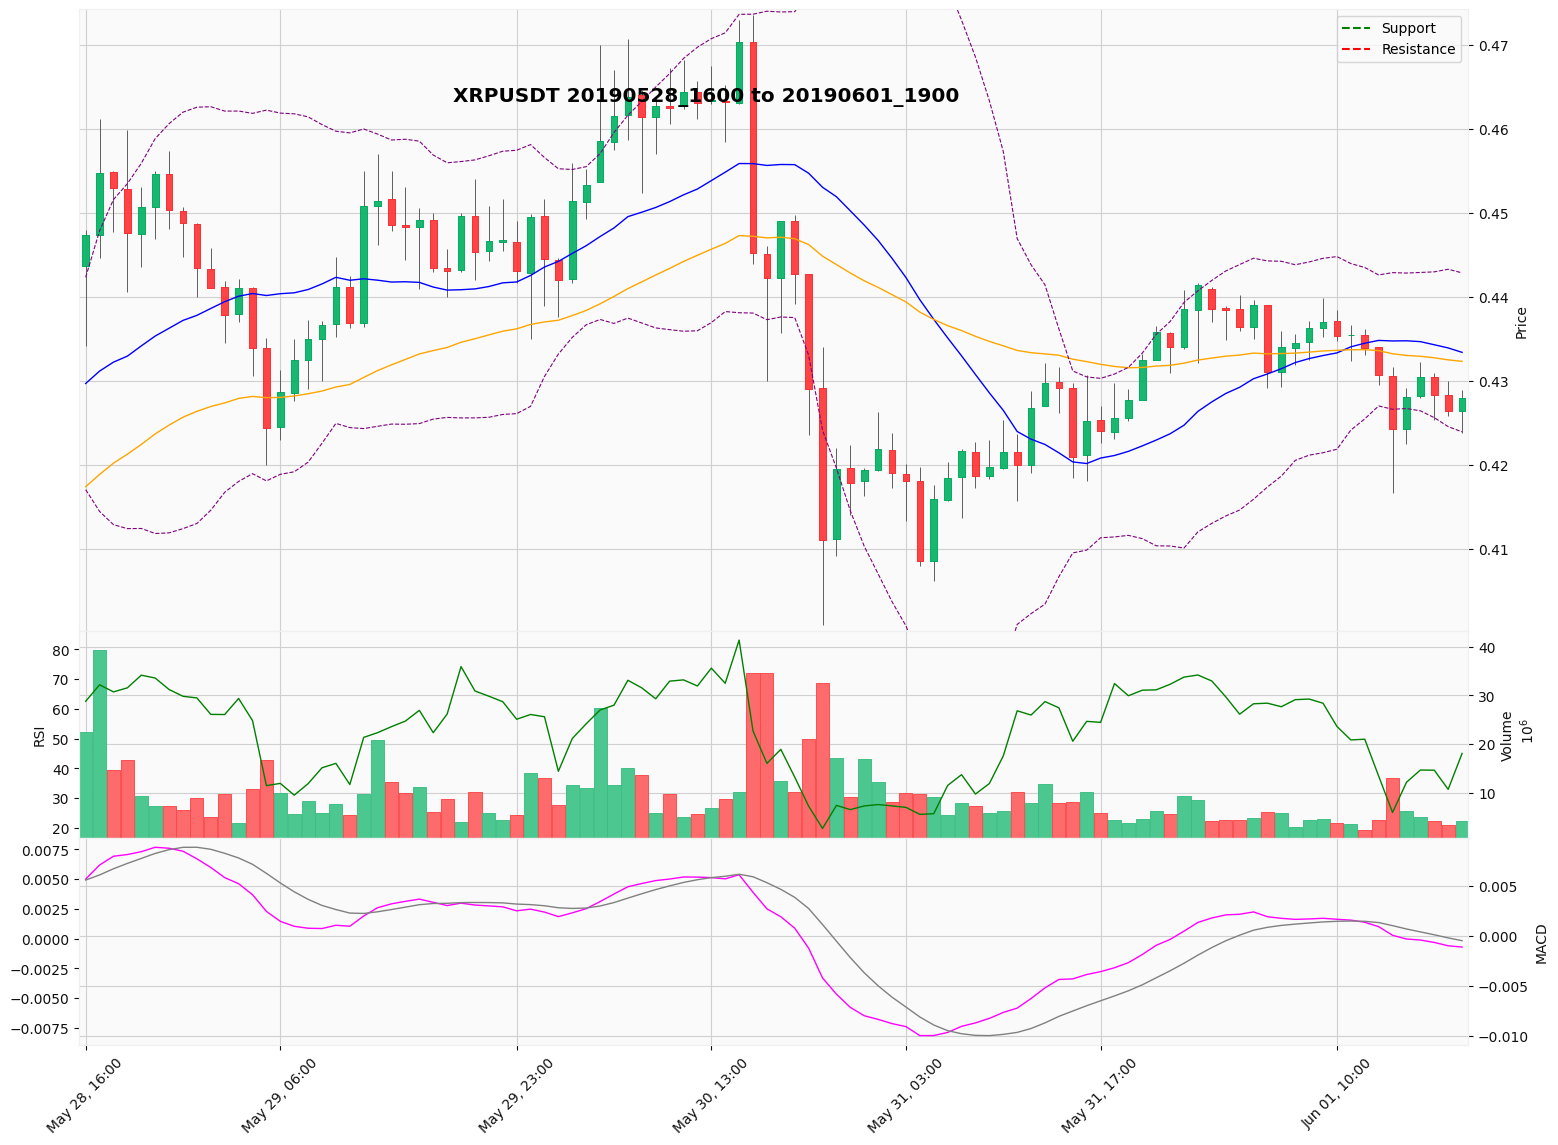 XRPUSDT 20190528_1600 to 20190601_1900
Support
Resistance
0.47
0.46
0.45
0.44
0.43
0.42
0.41
Price
80
70
60
50
40
30
20
RSI
40
30
20
10
Volume
10^6
0.0075
0.0050
0.0025
0.0000
−0.0025
−0.0050
−0.0075
0.005
0.000
−0.005
−0.010
MACD
May 28, 16:00
May 29, 06:00
May 29, 23:00
May 30, 13:00
May 31, 03:00
May 31, 17:00
Jun 01, 10:00